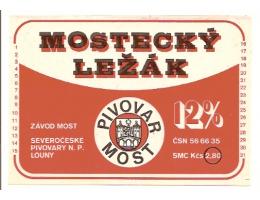 MOSTECKÝ
LEŽÁK
PIVOVAR
MOST
12%
ZÁVOD MOST
SEVEROČESKÉ
PIVOVARY N. P.
LOUNY
ČSN 56 66 35
SMC Kčs 2,80